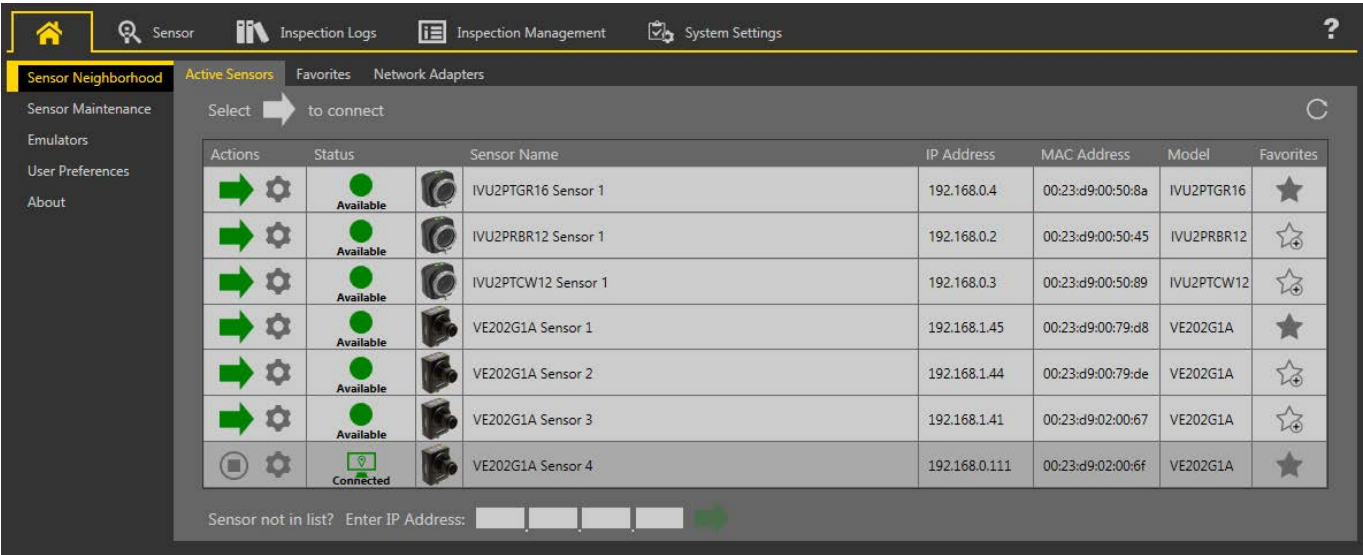 Sensor Inspection Logs Inspection Management System Settings ?
Sensor Neighborhood Active Sensors Favorites Network Adapters
Sensor Maintenance Select to connect
Emulators
Actions Status Sensor Name IP Address MAC Address Model Favorites
User Preferences
About
Available IVU2PTGR16 Sensor 1 192.168.0.4 00:23:d9:00:50:8a IVU2PTGR16
Available IVU2PRBR12 Sensor 1 192.168.0.2 00:23:d9:00:50:45 IVU2PRBR12
Available IVU2PTCW12 Sensor 1 192.168.0.3 00:23:d9:00:50:89 IVU2PTCW12
Available VE202G1A Sensor 1 192.168.1.45 00:23:d9:00:79:d8 VE202G1A
Available VE202G1A Sensor 2 192.168.1.44 00:23:d9:00:79:de VE202G1A
Available VE202G1A Sensor 3 192.168.1.41 00:23:d9:02:00:67 VE202G1A
Connected VE202G1A Sensor 4 192.168.0.111 00:23:d9:02:00:6f VE202G1A
Sensor not in list? Enter IP Address: . . .